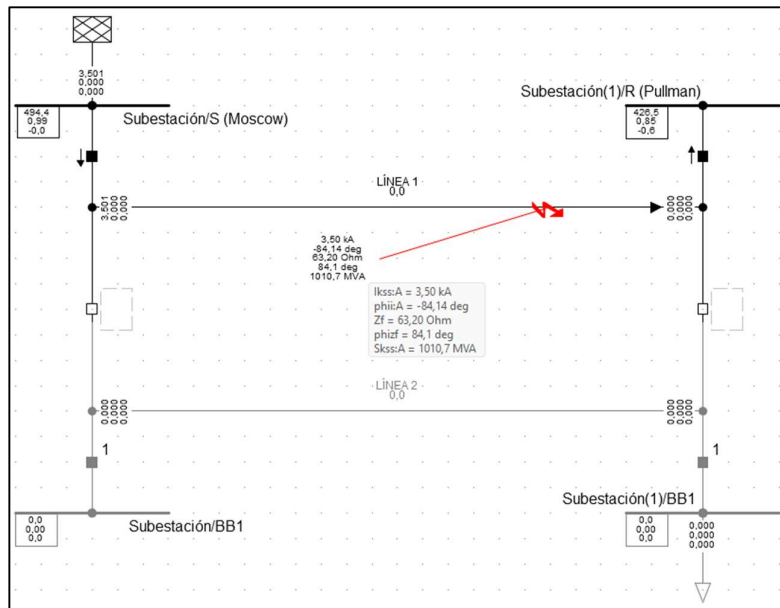 3,501
0,000
0,000
494,4
0,99
-0,0
Subestación/S (Moscow)
Subestación(1)/R (Pullman)
426,5
0,85
-0,6
LÍNEA 1
0,0
3,501
0,000
0,000
0,000
0,000
0,000
3,50 kA
-84,14 deg
63,20 Ohm
84,1 deg
1010,7 MVA
Ikss:A = 3,50 kA
phii:A = -84,14 deg
Zf = 63,20 Ohm
phizf = 84,1 deg
Skss:A = 1010,7 MVA
LÍNEA 2
0,0
0,000
0,000
0,000
0,000
0,000
0,000
1
1
Subestación/BB1
0,0
0,00
0,0
Subestación(1)/BB1
0,0
0,00
0,0
0,000
0,000
0,000